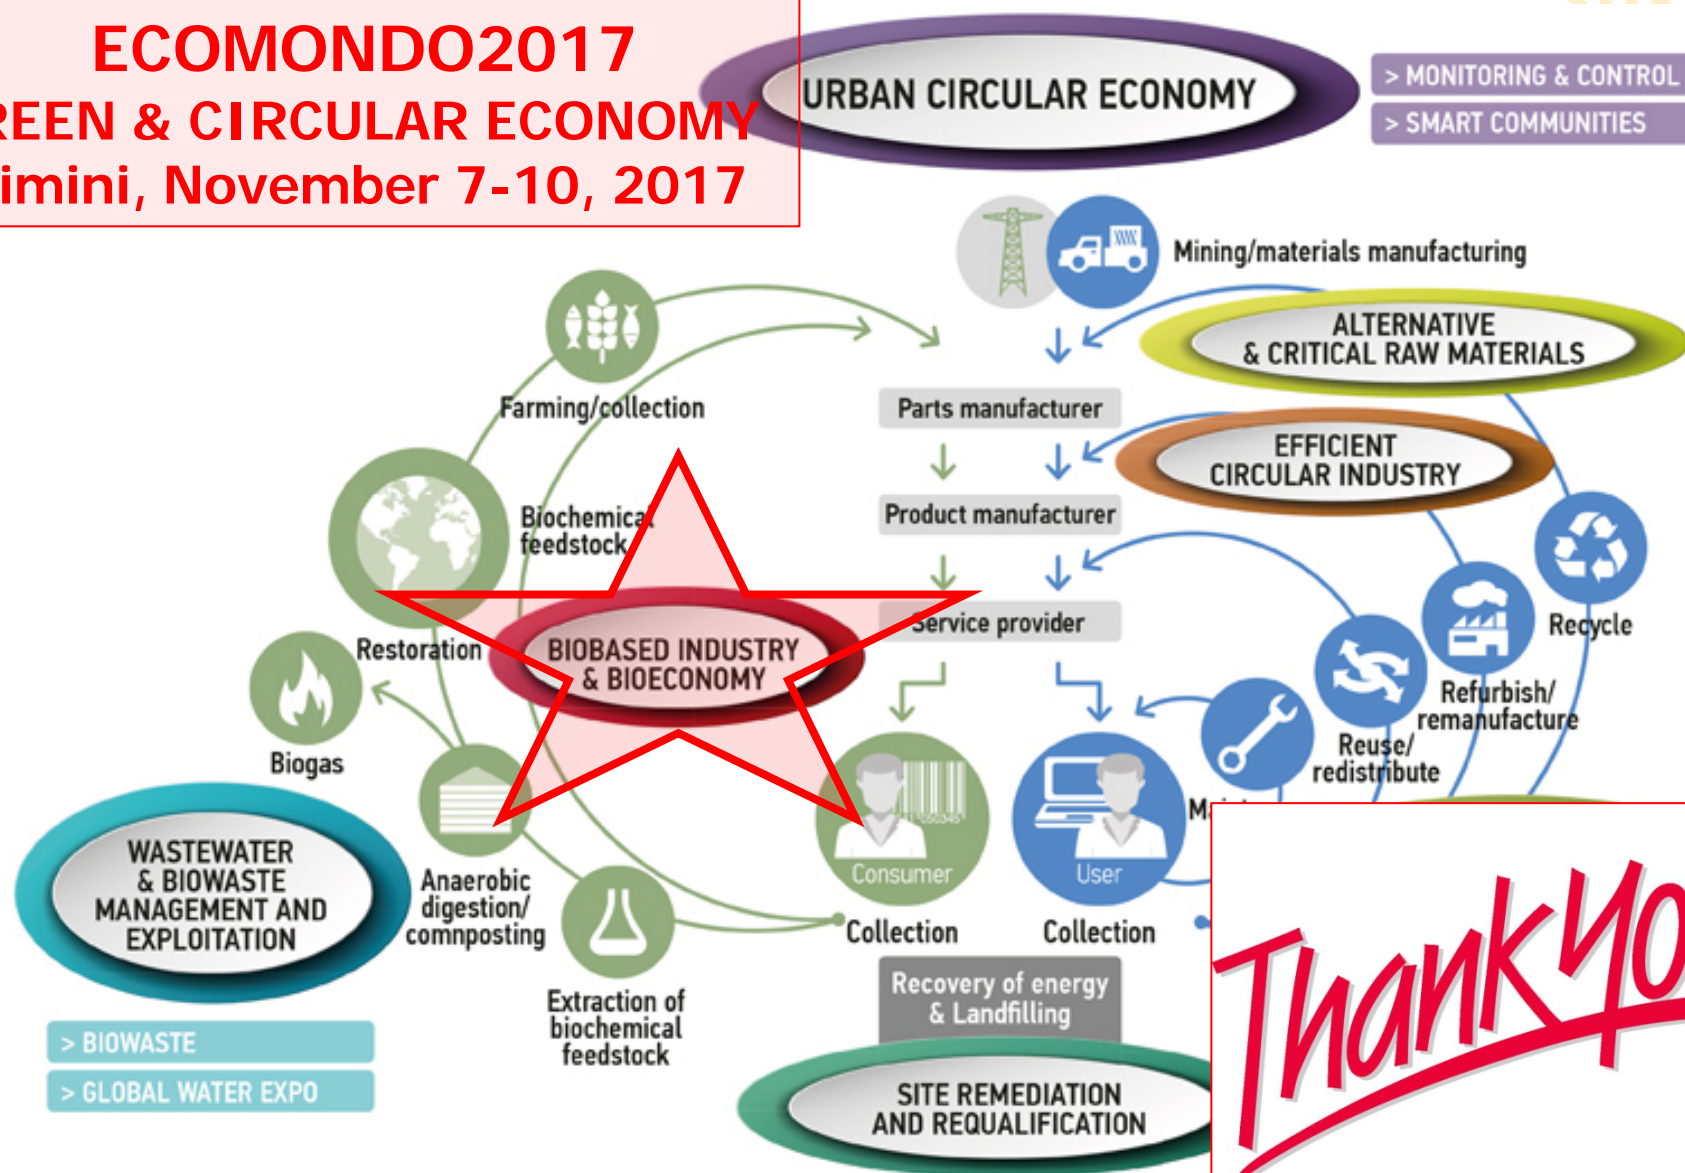 ECOMONDO2017
REEN & CIRCULAR ECONOMY
imini, November 7-10, 2017
URBAN CIRCULAR ECONOMY
> MONITORING & CONTROL
> SMART COMMUNITIES
Mining/materials manufacturing
ALTERNATIVE
& CRITICAL RAW MATERIALS
Farming/collection
Parts manufacturer
EFFICIENT
CIRCULAR INDUSTRY
Biochemical
feedstock
Product manufacturer
Recycle
Service provider
Restoration
BIOBASED INDUSTRY
& BIOECONOMY
Refurbish/
remanufacture
Reuse/
redistribute
Biogas
WASTEWATER
& BIOWASTE
MANAGEMENT AND
EXPLOITATION
Anaerobic
digestion/
comnposting
Consumer
User
Collection
Collection
Recovery of energy
& Landfilling
Extraction of
biochemical
feedstock
> BIOWASTE
> GLOBAL WATER EXPO
SITE REMEDIATION
AND REQUALIFICATION
Thank Yo